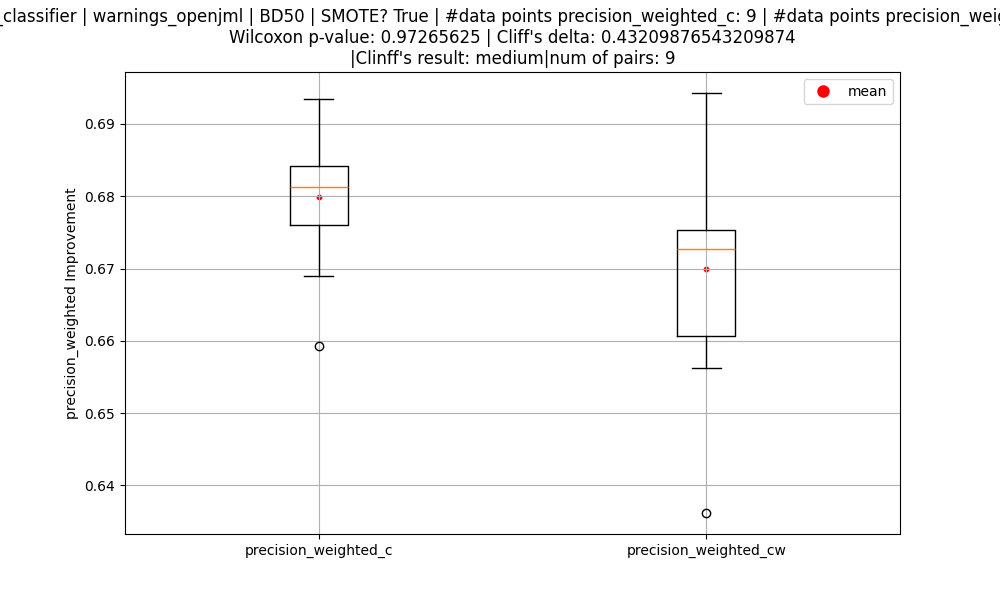 _classifier | warnings_openjml | BD50 | SMOTE? True | #data points precision_weighted_c: 9 | #data points
Wilcoxon p-value: 0.97265625 | Cliff's delta: 0.43209876543209874
|Clinff's result: medium|num of pairs: 9
mean
0.69
0.68
0.67
0.66
0.65
0.64
precision_weighted Improvement
precision_weighted_c
precision_weighted_cw